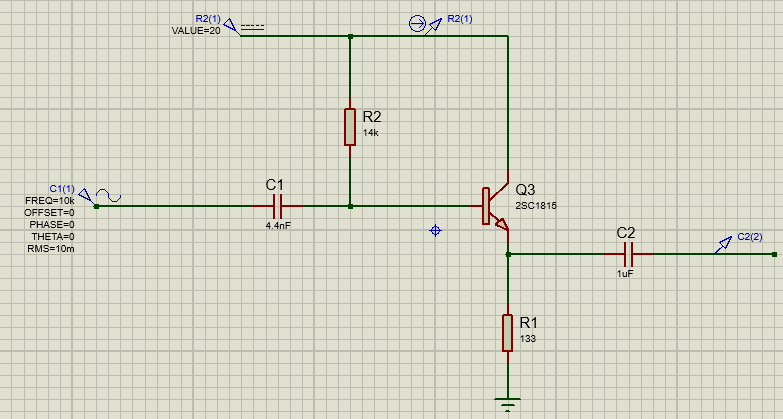 R2(1)
VALUE=20
R2(1)
R2
14k
C1(1)
FREQ=10k
OFFSET=0
PHASE=0
THETA=0
RMS=10m
C1
4.4nF
Q3
2SC1815
C2
1uF
C2(2)
R1
133